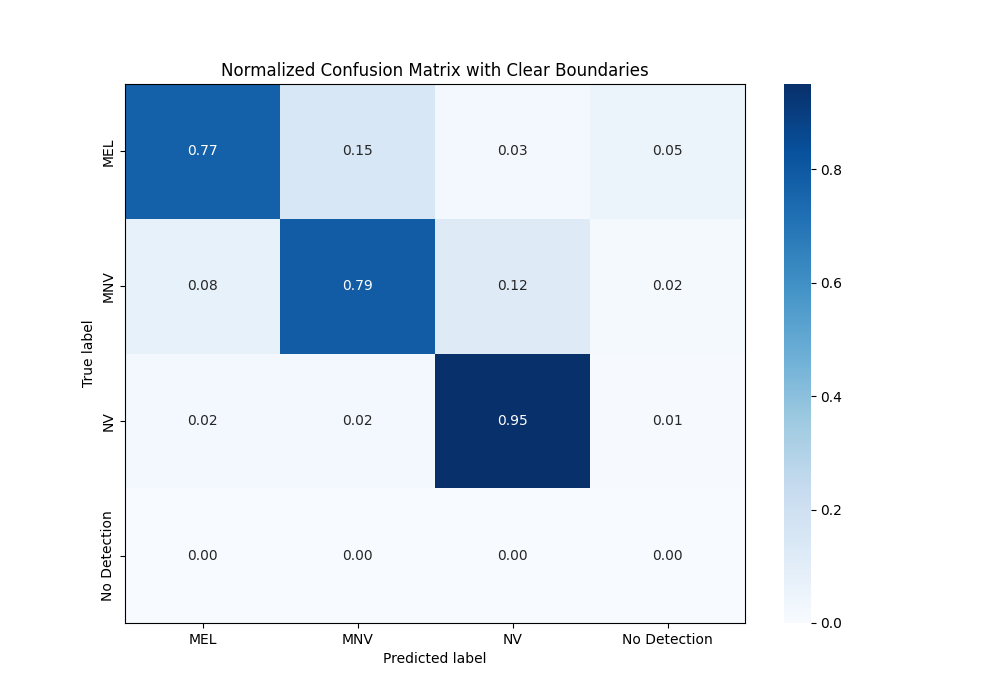 Normalized Confusion Matrix with Clear Boundaries
True label
MEL
0.77 0.15 0.03 0.05
MNV
0.08 0.79 0.12 0.02
NV
0.02 0.02 0.95 0.01
No Detection
0.00 0.00 0.00 0.00
MEL MNV NV No Detection
Predicted label
0.8
0.6
0.4
0.2
0.0